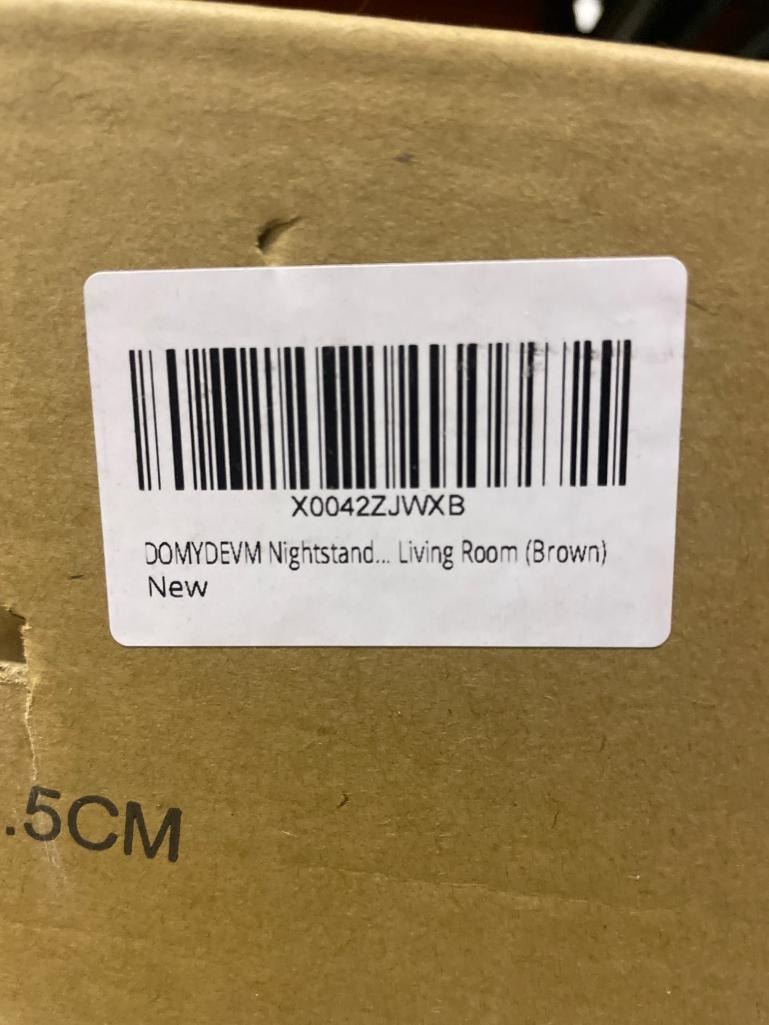 X0042ZJWXB
DOMYDEVM Nightstand... Living Room (Brown)
New
.5CM